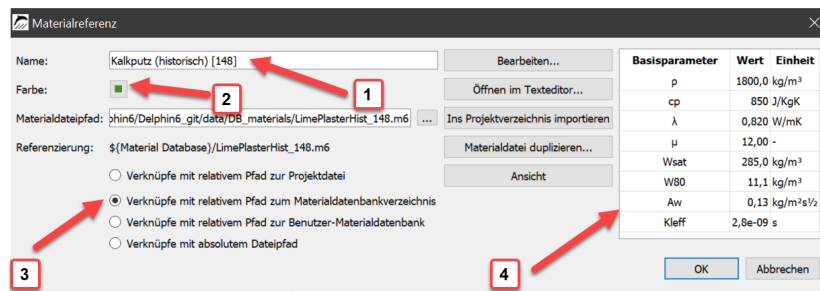 Materialreferenz
Name: Kalkputz (historisch) [148]
Farbe:
Materialdateipfad: phin6/Delphin6_git/data/DB_materials/LimePlasterHist_148.m6 ...
Referenzierung: ${Material Database}/LimePlasterHist_148.m6
Verknüpfe mit relativem Pfad zur Projektdatei
Verknüpfe mit relativem Pfad zum Materialdatenbankverzeichnis
Verknüpfe mit relativem Pfad zur Benutzer-Materialdatenbank
Verknüpfe mit absolutem Dateipfad
1
2
3
Bearbeiten...
Öffnen im Texteditor...
Ins Projektverzeichnis importieren
Materialdatei duplizieren...
Ansicht
4
Basisparameter Wert Einheit
ρ 1800,0 kg/m³
cp 850 J/KgK
λ 0,820 W/mK
μ 12,00 -
Wsat 285,0 kg/m³
W80 11,1 kg/m³
Aw 0,13 kg/m²s½
Kleff 2,8e-09 s
OK Abbrechen